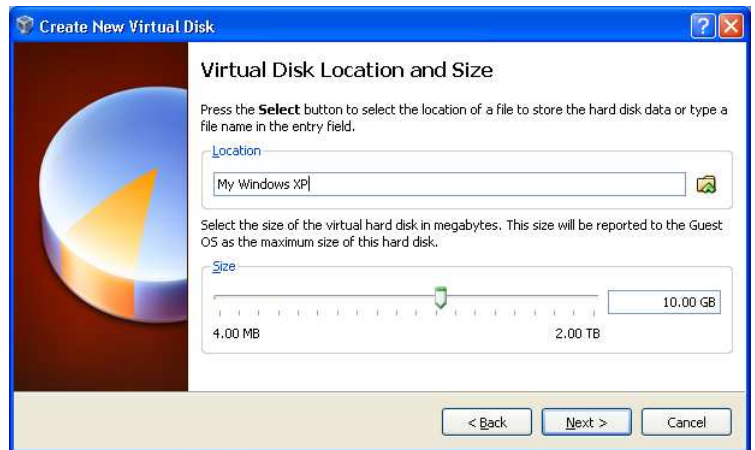 Create New Virtual Disk
Virtual Disk Location and Size
Press the Select button to select the location of a file to store the hard disk data or type a
file name in the entry field.
Location
My Windows XP
Select the size of the virtual hard disk in megabytes. This size will be reported to the Guest
OS as the maximum size of this hard disk.
Size
10.00 GB
4.00 MB 2.00 TB
< Back Next > Cancel